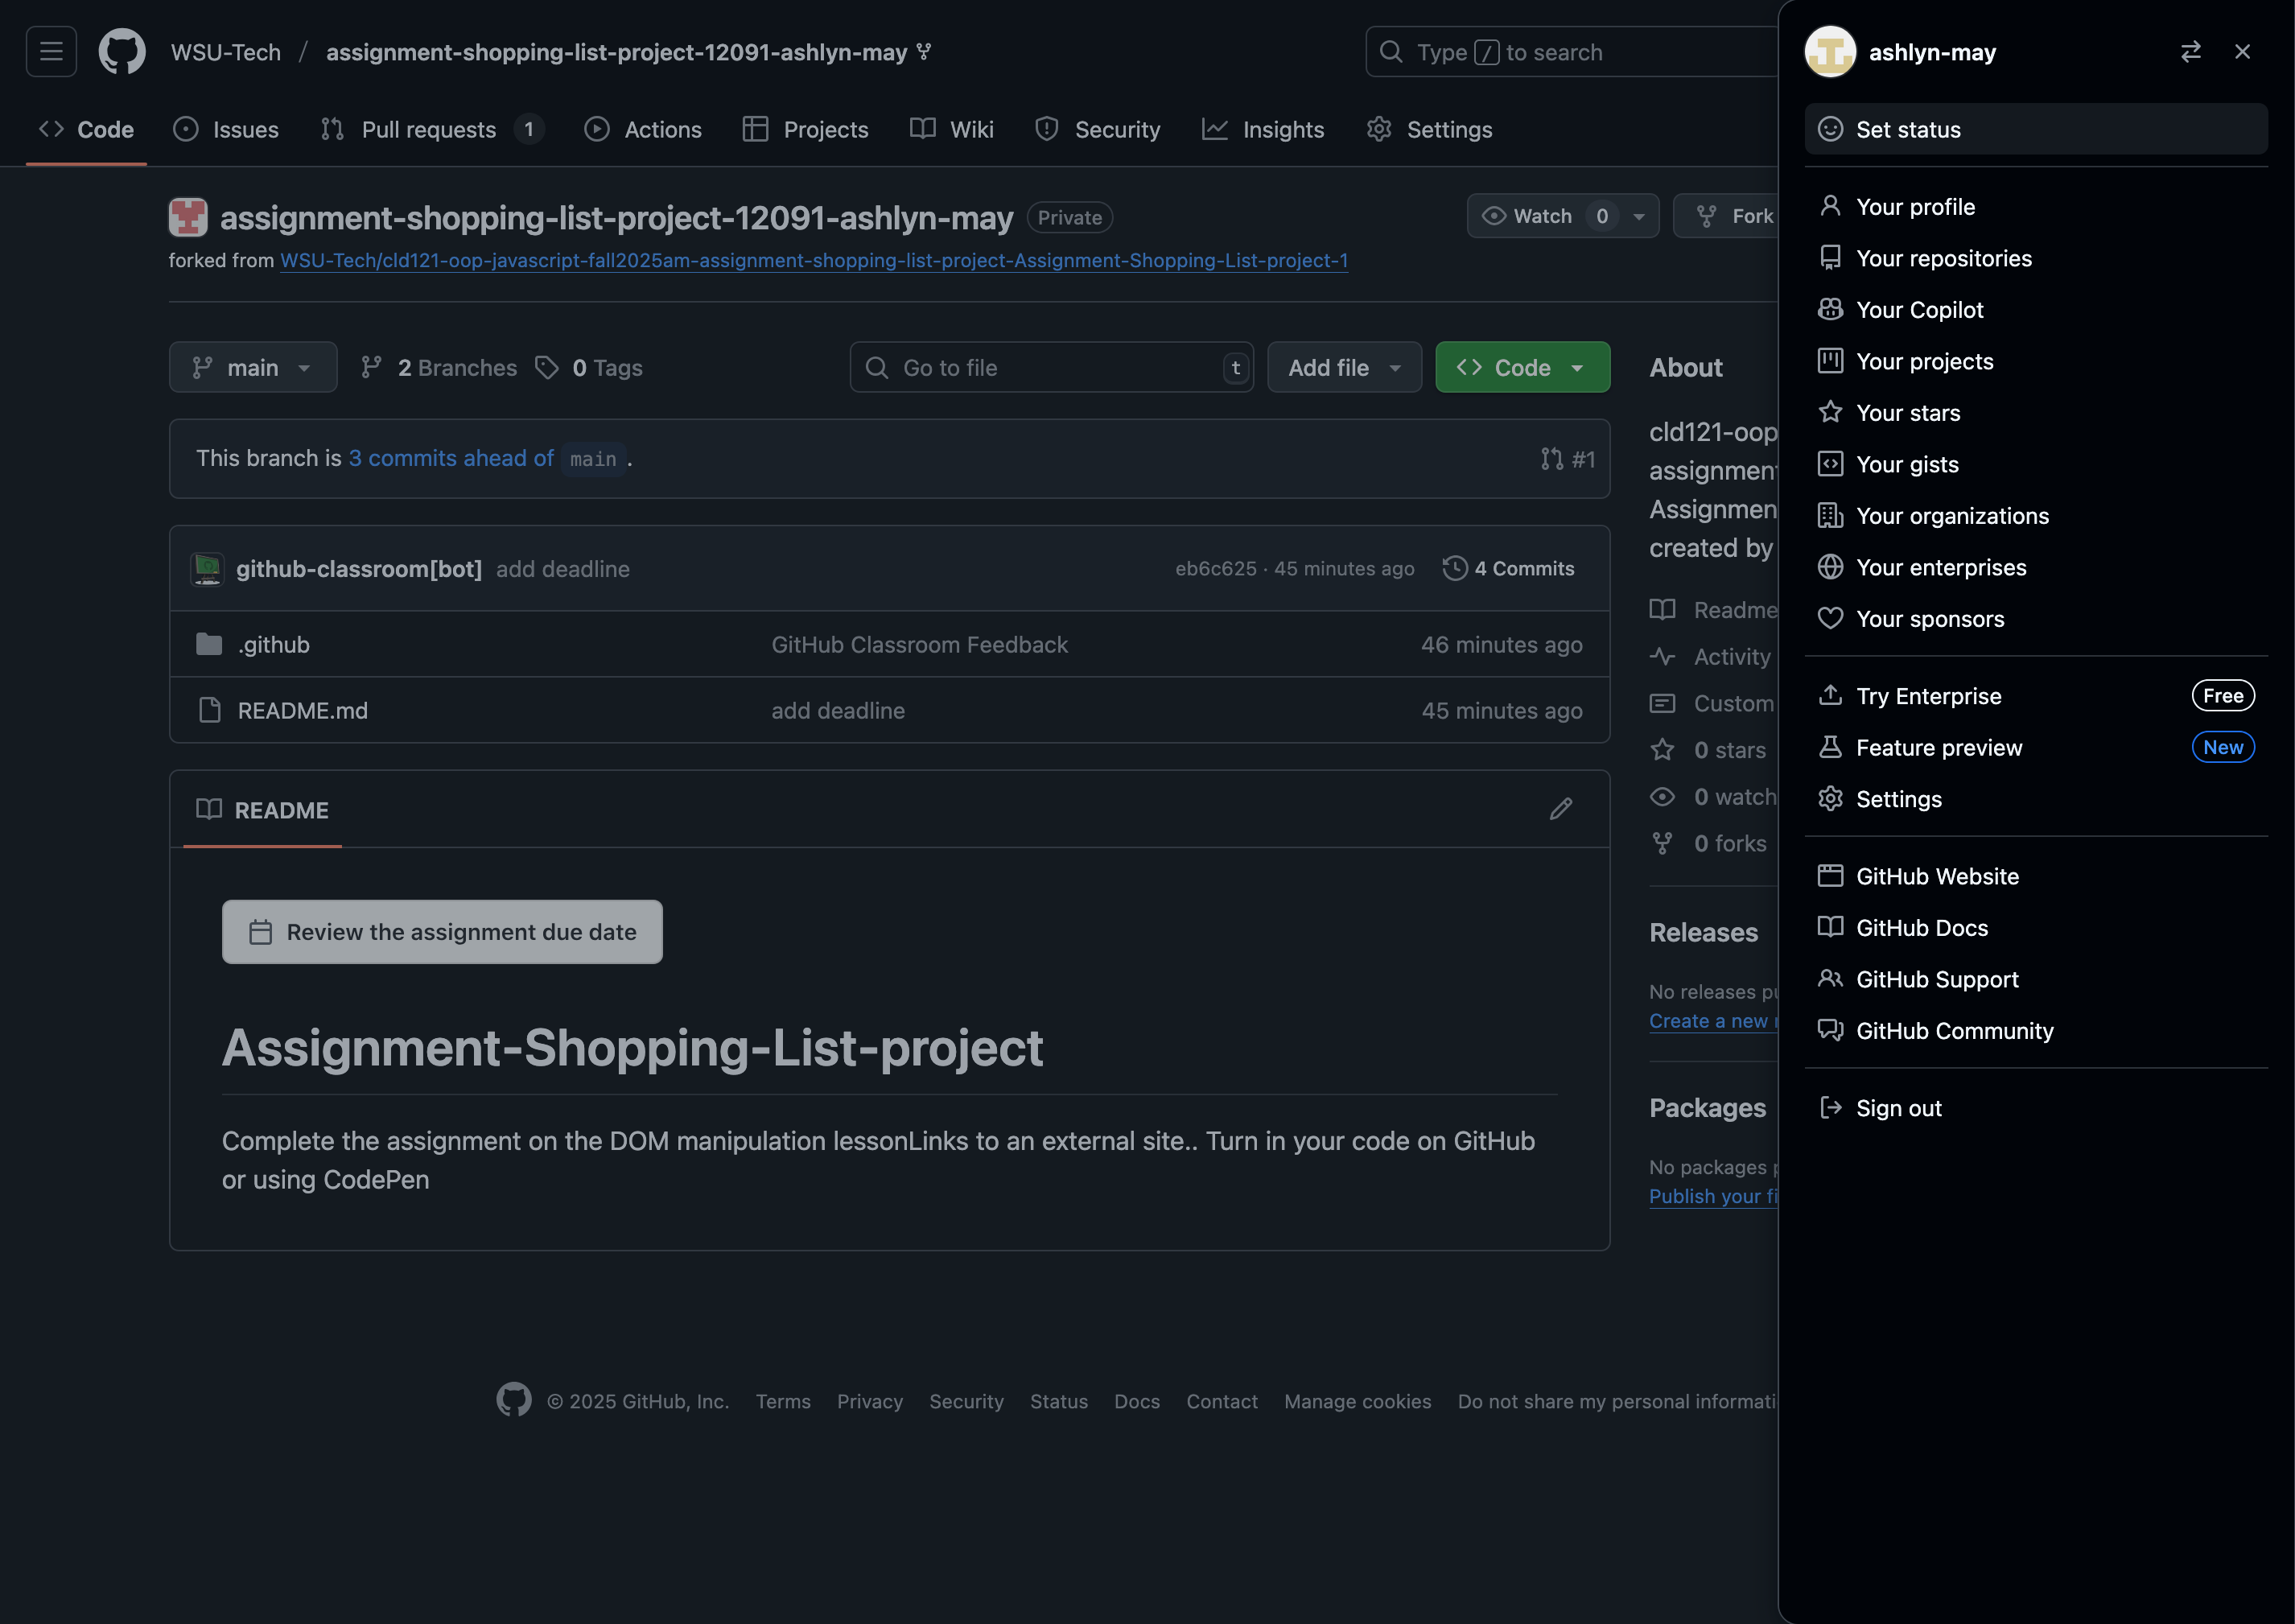 WSU-Tech / assignment-shopping-list-project-12091-ashlyn-may
Type / to search
Code
Issues
Pull requests 1
Actions
Projects
Wiki
Security
Insights
Settings
assignment-shopping-list-project-12091-ashlyn-may Private
Watch 0
Fork
forked from WSU-Tech/cld121-oop-javascript-fall2025am-assignment-shopping-list-project-Assignment-Shopping-List-project-1
main
2 Branches
0 Tags
Go to file t
Add file
Code
This branch is 3 commits ahead of main .
#1
github-classroom[bot] add deadline
eb6c625 · 45 minutes ago
4 Commits
.github
GitHub Classroom Feedback
46 minutes ago
README.md
add deadline
45 minutes ago
README
Review the assignment due date
Assignment-Shopping-List-project
Complete the assignment on the DOM manipulation lessonLinks to an external site.. Turn in your code on GitHub
or using CodePen
About
cld121-oop
assignment
Assignmen
created by
Readme
Activity
Custom
0 stars
0 watch
0 forks
Releases
No releases pu
Create a new
Packages
No packages
Publish your fi
© 2025 GitHub, Inc.
Terms
Privacy
Security
Status
Docs
Contact
Manage cookies
Do not share my personal informati
ashlyn-may
Set status
Your profile
Your repositories
Your Copilot
Your projects
Your stars
Your gists
Your organizations
Your enterprises
Your sponsors
Try Enterprise Free
Feature preview New
Settings
GitHub Website
GitHub Docs
GitHub Support
GitHub Community
Sign out